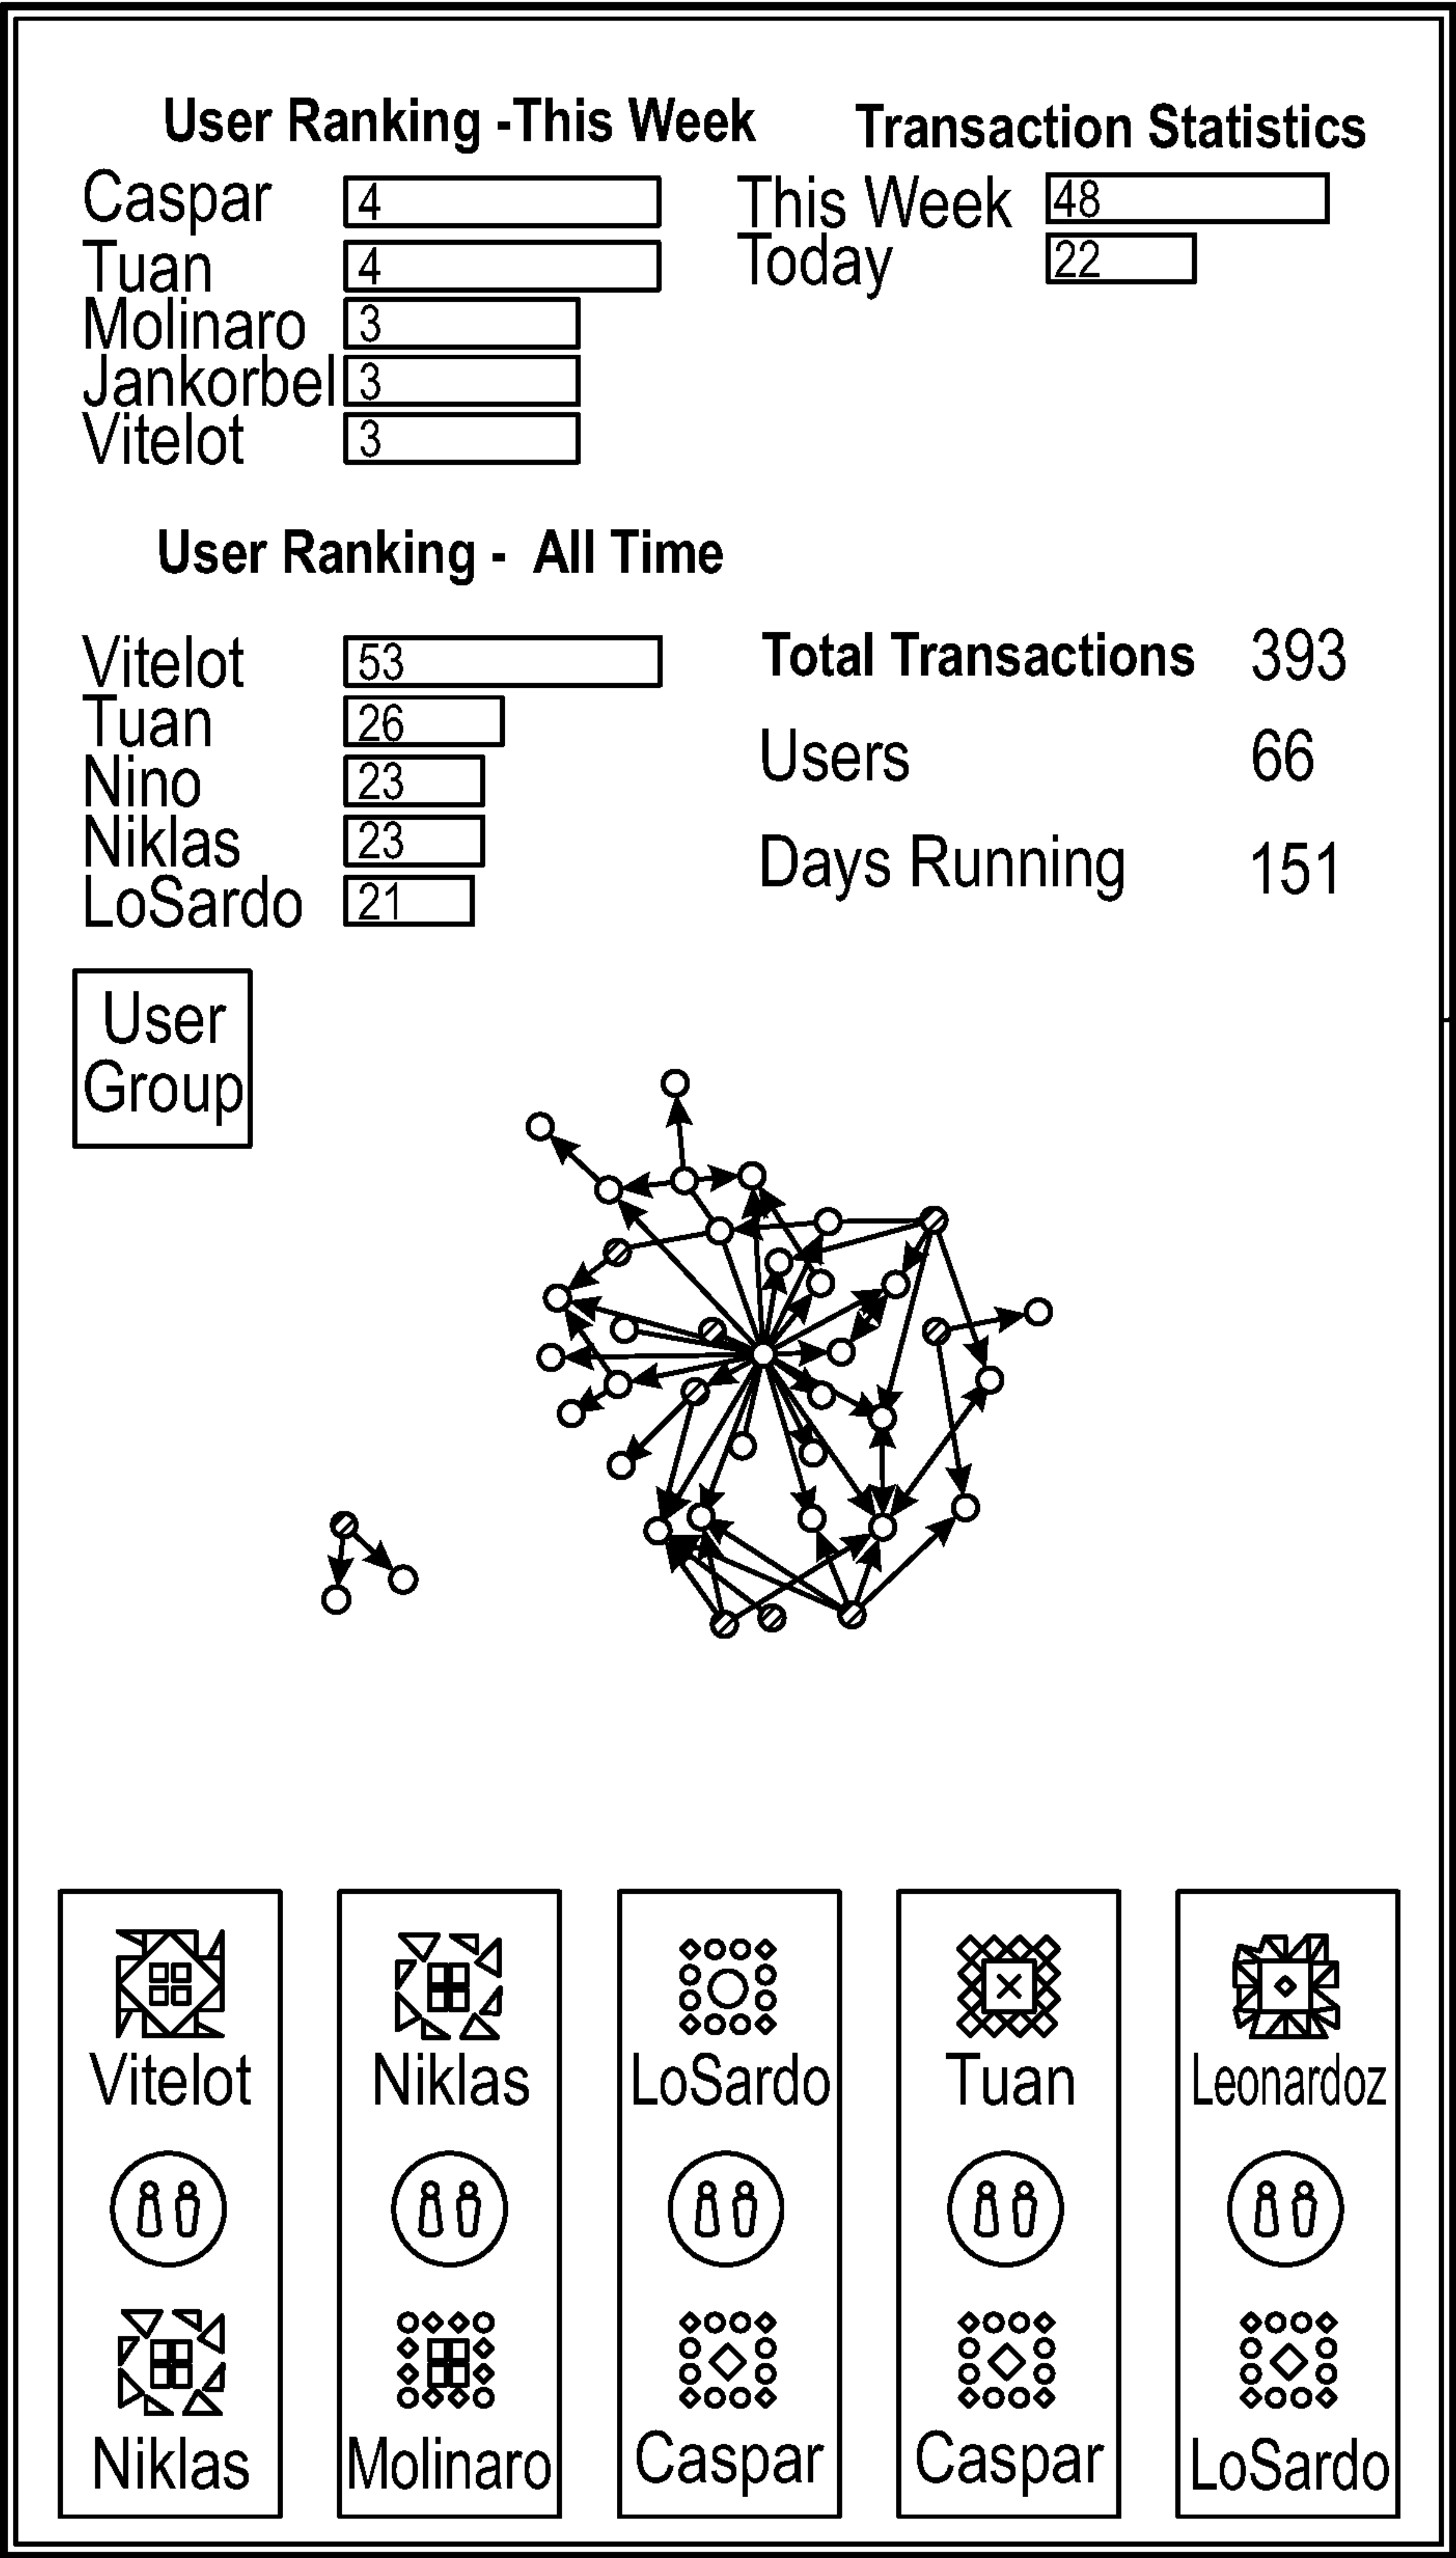 User Ranking -This Week
Caspar 4
Tuan 4
Molinaro 3
Jankorbel 3
Vitelot 3
Transaction Statistics
This Week 48
Today 22
User Ranking - All Time
Vitelot 53
Tuan 26
Nino 23
Niklas 23
LoSardo 21
Total Transactions 393
Users 66
Days Running 151
User
Group
Vitelot
Niklas
Niklas
Molinaro
LoSardo
Caspar
Tuan
Caspar
Leonardoz
LoSardo